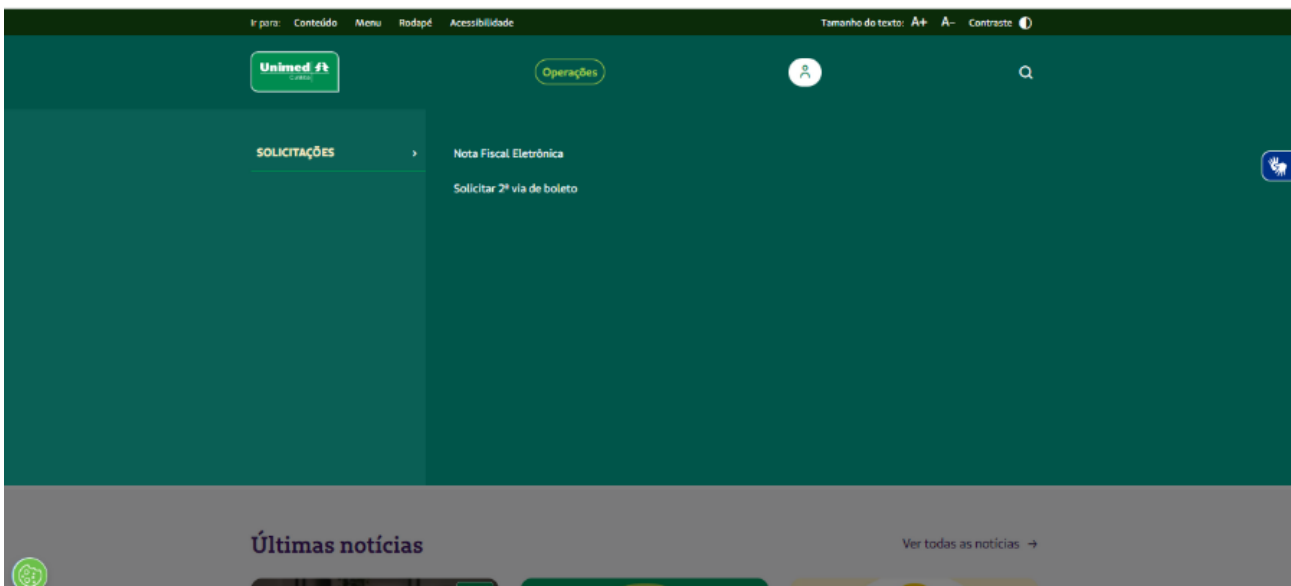 Ir para: Conteúdo Menu Rodapé Acessibilidade Tamanho do texto: A+ A- Contraste
Unimed
Operações
SOLICITAÇÕES
Nota Fiscal Eletrônica
Solicitar 2ª via de boleto
Últimas notícias
Ver todas as notícias →